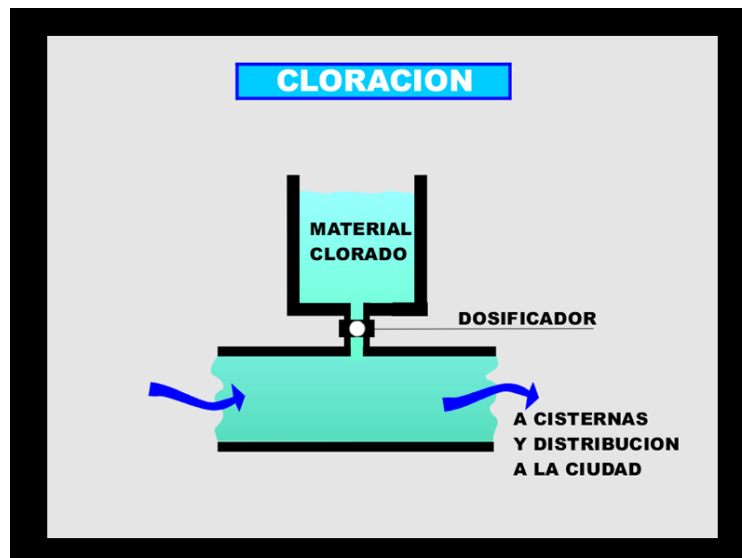 CLORACION
MATERIAL
CLORADO
DOSIFICADOR
A CISTERNAS
Y DISTRIBUCION
A LA CIUDAD